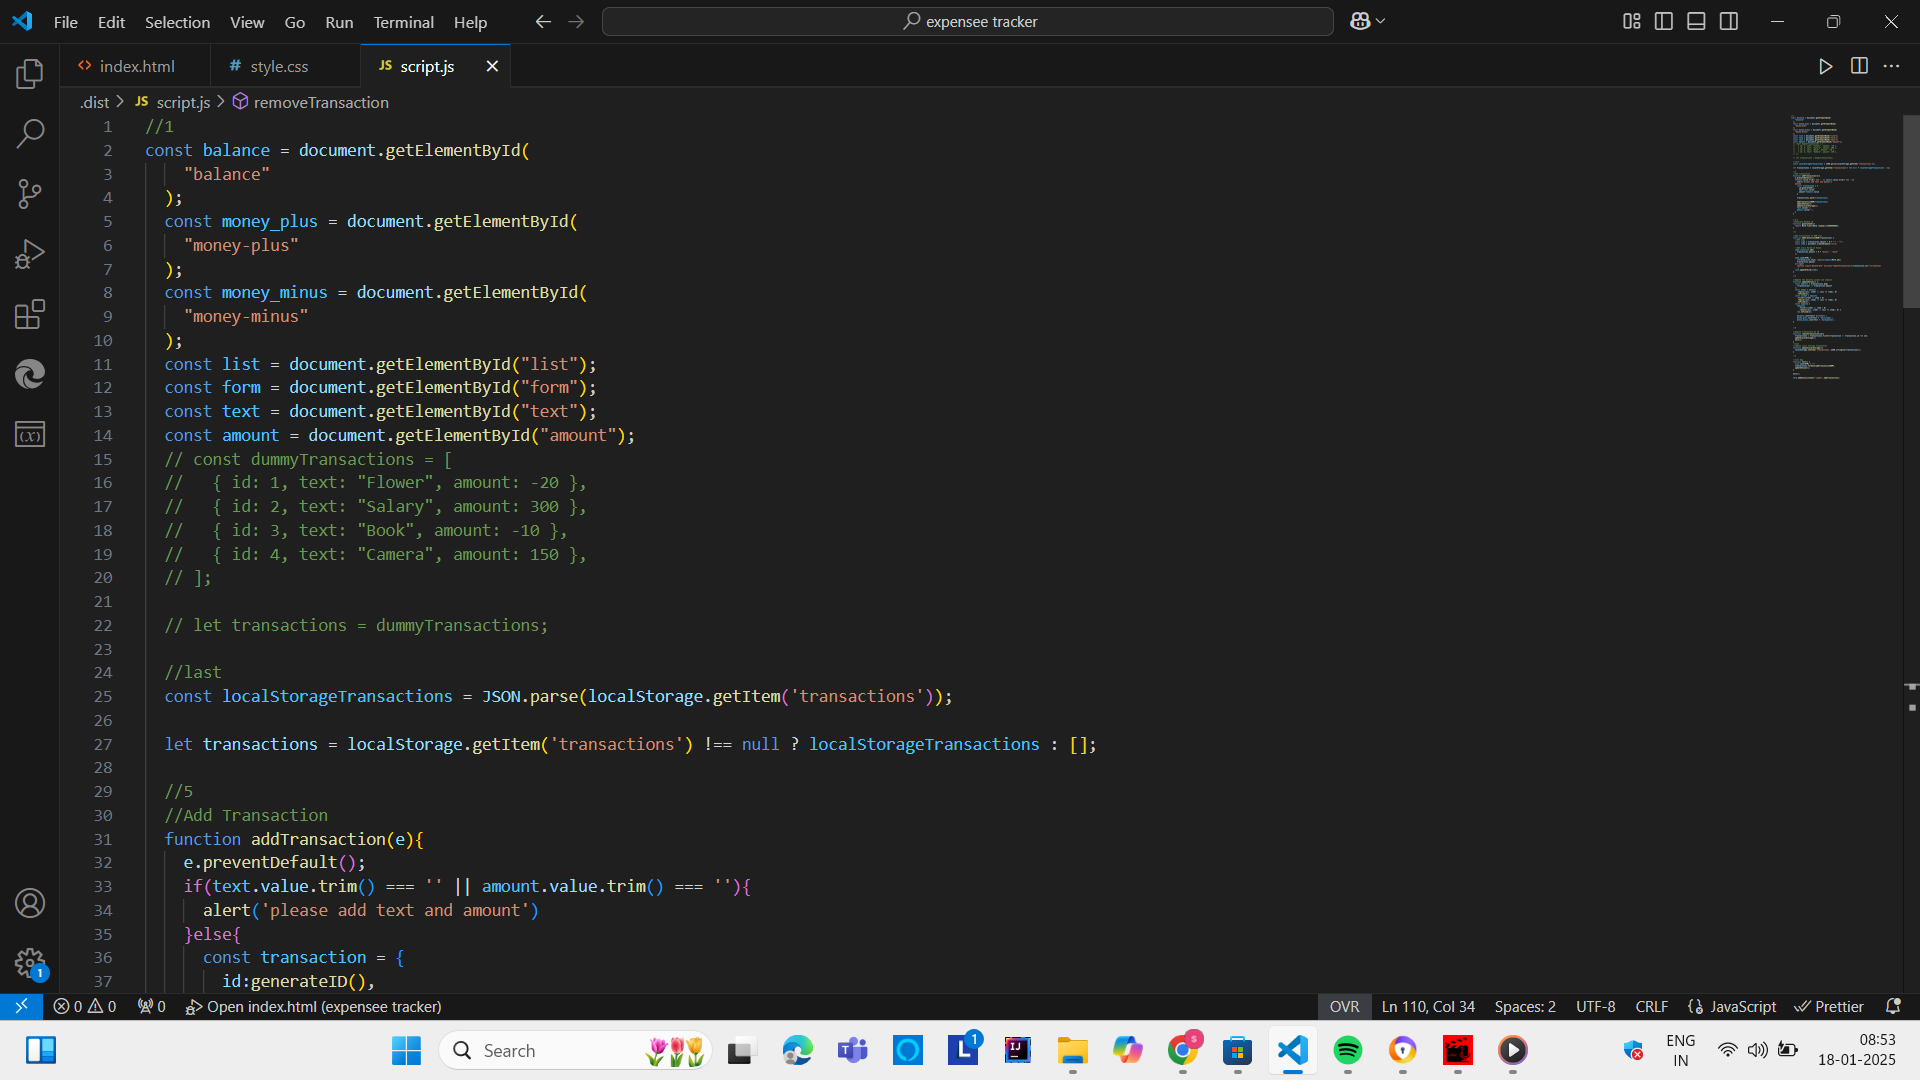 File Edit Selection View Go Run Terminal Help
expensee tracker
index.html
# style.css
JS script.js
.dist > JS script.js > removeTransaction
1 //1
2 const balance = document.getElementById(
3 "balance"
4 );
5 const money_plus = document.getElementById(
6 "money-plus"
7 );
8 const money_minus = document.getElementById(
9 "money-minus"
10 );
11 const list = document.getElementById("list");
12 const form = document.getElementById("form");
13 const text = document.getElementById("text");
14 const amount = document.getElementById("amount");
15 // const dummyTransactions = [
16 //   { id: 1, text: "Flower", amount: -20 },
17 //   { id: 2, text: "Salary", amount: 300 },
18 //   { id: 3, text: "Book", amount: -10 },
19 //   { id: 4, text: "Camera", amount: 150 },
20 // ];
21
22 // let transactions = dummyTransactions;
23
24 //last
25 const localStorageTransactions = JSON.parse(localStorage.getItem('transactions'));
26
27 let transactions = localStorage.getItem('transactions') !== null ? localStorageTransactions : [];
28
29 //5
30 //Add Transaction
31 function addTransaction(e){
32 e.preventDefault();
33 if(text.value.trim() === '' || amount.value.trim() === ''){
34 alert('please add text and amount')
35 }else{
36 const transaction = {
37 id:generateID(),
1
0 0 0 Open index.html (expensee tracker) OVR Ln 110, Col 34 Spaces: 2 UTF-8 CRLF JavaScript Prettier
Search
1
ENG
IN
08:53
18-01-2025